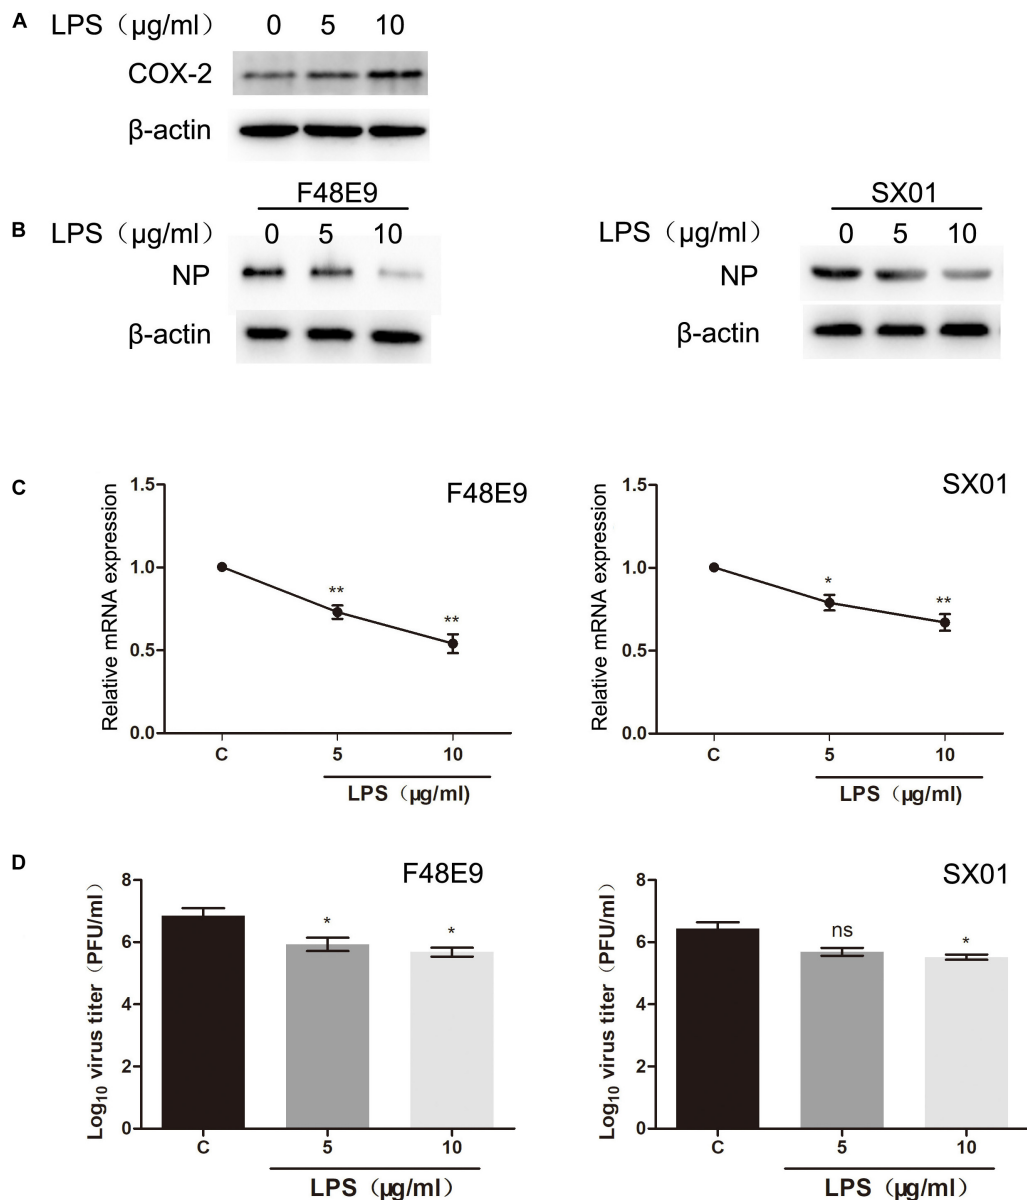 A LPS（µg/ml） 0 5 10
COX-2
β-actin
F48E9 SX01
B LPS（µg/ml） 0 5 10 LPS（µg/ml） 0 5 10
NP NP
β-actin β-actin
C
F48E9
Relative mRNA expression
1.5
1.0
0.5
0.0
**
**
C 5 10
LPS（µg/ml)
SX01
Relative mRNA expression
1.5
1.0
0.5
0.0
*
**
C 5 10
LPS（µg/ml)
D
F48E9
Log10 virus titer（PFU/ml）
8
6
4
2
0
*
*
C 5 10
LPS（µg/ml）
SX01
Log10 virus titer（PFU/ml）
8
6
4
2
0
ns
*
C 5 10
LPS（µg/ml）